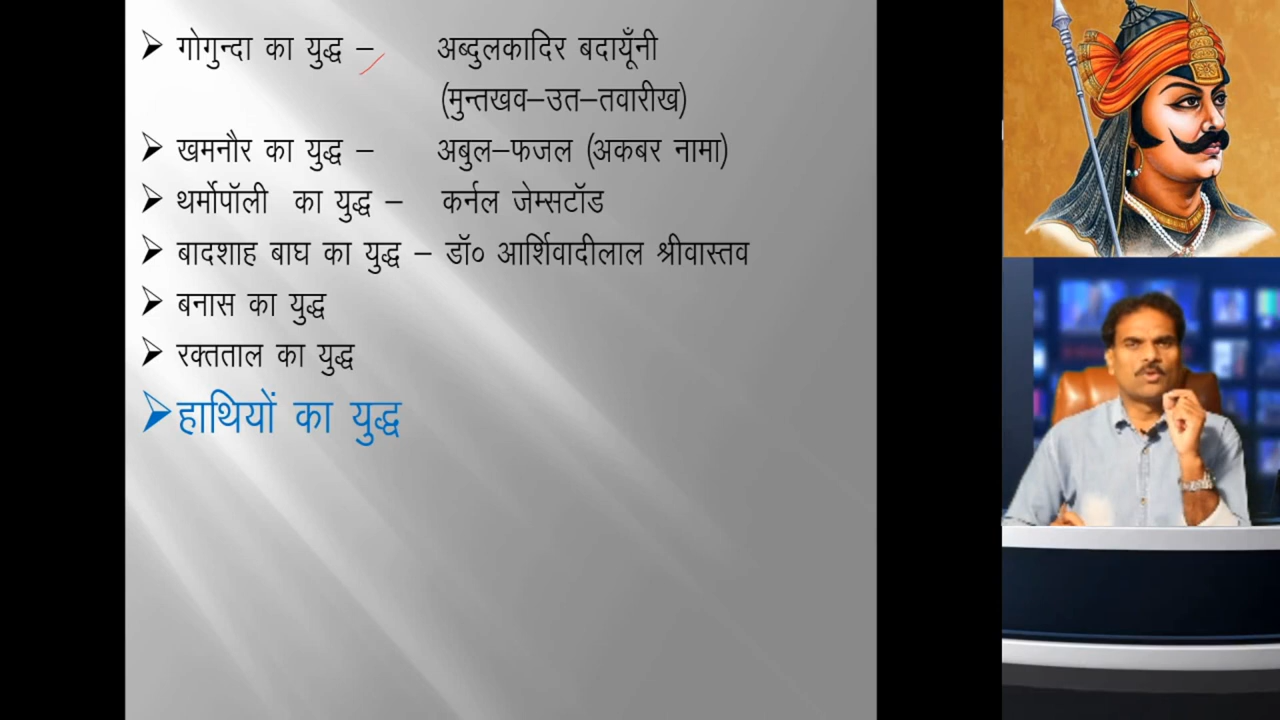 ➢ गोगुन्दा का युद्ध – अब्दुलकादिर बदायूँनी
(मुन्तखव–उत–तवारीख)
➢ खमनौर का युद्ध – अबुल–फजल (अकबर नामा)
➢ थर्मोपॉली का युद्ध – कर्नल जेम्सटॉड
➢ बादशाह बाघ का युद्ध – डॉ० आर्शिवादीलाल श्रीवास्तव
➢ बनास का युद्ध
➢ रक्तताल का युद्ध
➢ हाथियों का युद्ध